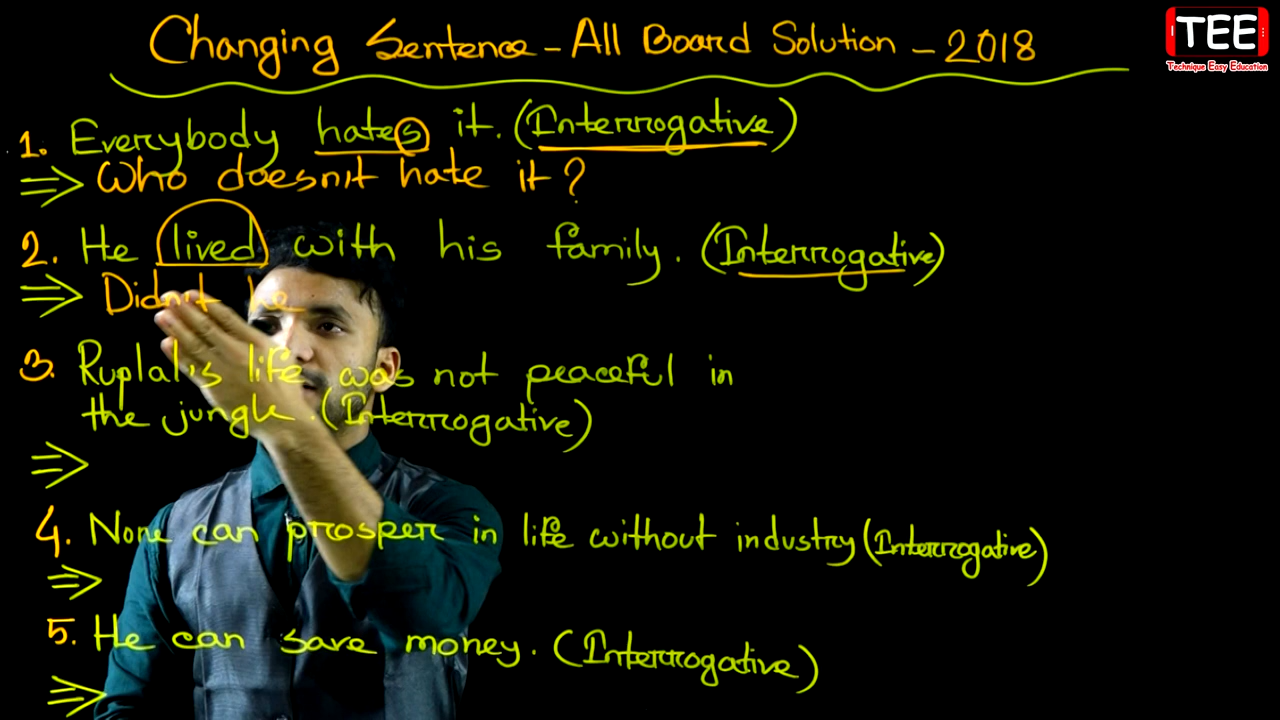 Changing Sentence - All Board Solution - 2018
TEE
Technique Easy Education
1. Everybody hates it. (Interrogative)
⇒ Who doesn't hate it?
2. He lived with his family. (Interrogative)
⇒ Didn't he
3. Ruplal's life was not peaceful in
the jungle. (Interrogative)
⇒
4. None can prosper in life without industry (Interrogative)
⇒
5. He can save money. (Interrogative)
⇒